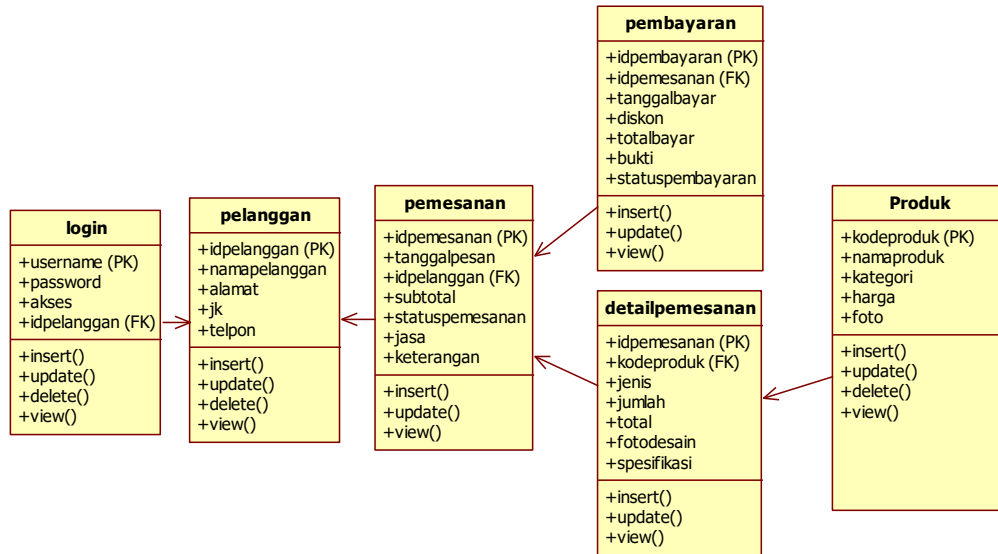 login
+username (PK)
+password
+akses
+idpelanggan (FK)
+insert()
+update()
+delete()
+view()
pelanggan
+idpelanggan (PK)
+namapelanggan
+alamat
+jk
+telpon
+insert()
+update()
+delete()
+view()
pemesanan
+idpemesanan (PK)
+tanggalpesan
+idpelanggan (FK)
+subtotal
+statuspemesanan
+jasa
+keterangan
+insert()
+update()
+view()
pembayaran
+idpembayaran (PK)
+idpemesanan (FK)
+tanggalbayar
+diskon
+totalbayar
+bukti
+statuspembayaran
+insert()
+update()
+view()
detailpemesanan
+idpemesanan (PK)
+kodeproduk (FK)
+jenis
+jumlah
+total
+fotodesain
+spesifikasi
+insert()
+update()
+view()
Produk
+kodeproduk (PK)
+namaproduk
+kategori
+harga
+foto
+insert()
+update()
+delete()
+view()